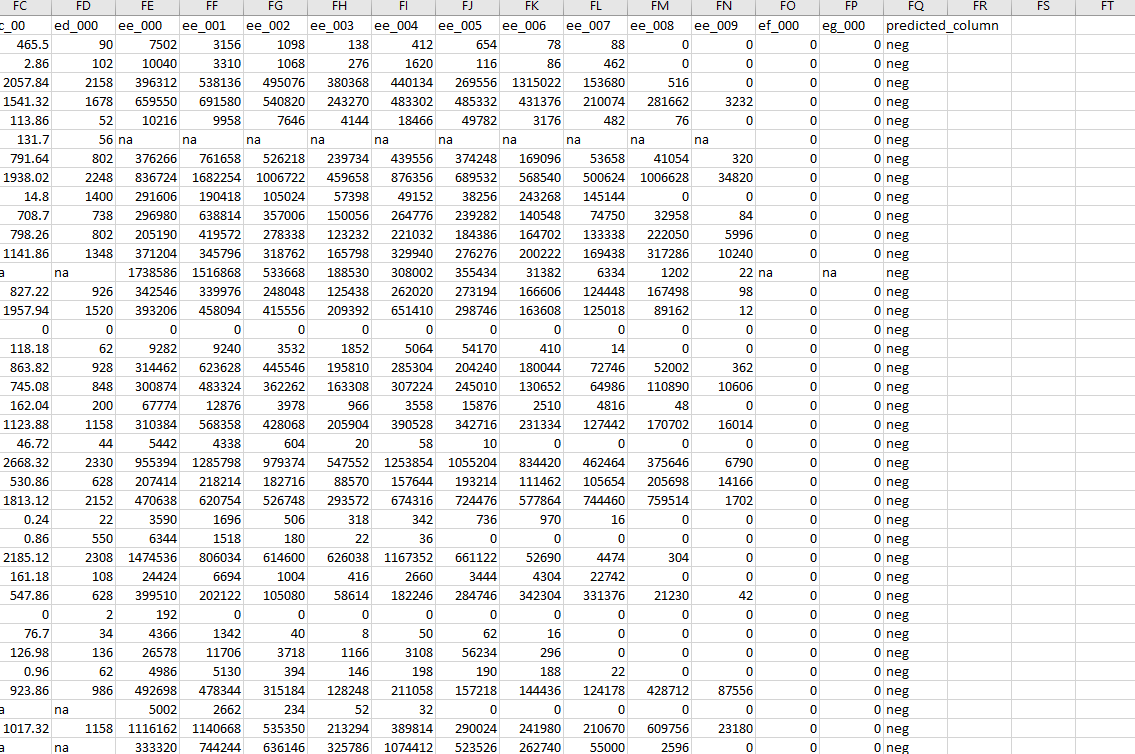 FC FD FE FF FG FH FI FJ FK FL FM FN FO FP FQ FR FS FT
c_00 ed_000 ee_000 ee_001 ee_002 ee_003 ee_004 ee_005 ee_006 ee_007 ee_008 ee_009 ef_000 eg_000 predicted_column
465.5 90 7502 3156 1098 138 412 654 78 88 0 0 0 0 neg
2.86 102 10040 3310 1068 276 1620 116 86 462 0 0 0 0 neg
2057.84 2158 396312 538136 495076 380368 440134 269556 1315022 153680 516 0 0 0 neg
1541.32 1678 659550 691580 540820 243270 483302 485332 431376 210074 281662 3232 0 0 neg
113.86 52 10216 9958 7646 4144 18466 49782 3176 482 76 0 0 0 neg
131.7 56 na na na na na na na na na na 0 0 neg
791.64 802 376266 761658 526218 239734 439556 374248 169096 53658 41054 320 0 0 neg
1938.02 2248 836724 1682254 1006722 459658 876356 689532 568540 500624 1006628 34820 0 0 neg
14.8 1400 291606 190418 105024 57398 49152 38256 243268 145144 0 0 0 0 neg
708.7 738 296980 638814 357006 150056 264776 239282 140548 74750 32958 84 0 0 neg
798.26 802 205190 419572 278338 123232 221032 184386 164702 133338 222050 5996 0 0 neg
1141.86 1348 371204 345796 318762 165798 329940 276276 200222 169438 317286 10240 0 0 neg
a na 1738586 1516868 533668 188530 308002 355434 31382 6334 1202 22 na na neg
827.22 926 342546 339976 248048 125438 262020 273194 166606 124448 167498 98 0 0 neg
1957.94 1520 393206 458094 415556 209392 651410 298746 163608 125018 89162 12 0 0 neg
0 0 0 0 0 0 0 0 0 0 0 0 0 0 neg
118.18 62 9282 9240 3532 1852 5064 54170 410 14 0 0 0 0 neg
863.82 928 314462 623628 445546 195810 285304 204240 180044 72746 52002 362 0 0 neg
745.08 848 300874 483324 362262 163308 307224 245010 130652 64986 110890 10606 0 0 neg
162.04 200 67774 12876 3978 966 3558 15876 2510 4816 48 0 0 0 neg
1123.88 1158 310384 568358 428068 205904 390528 342716 231334 127442 170702 16014 0 0 neg
46.72 44 5442 4338 604 20 58 10 0 0 0 0 0 0 neg
2668.32 2330 955394 1285798 979374 547552 1253854 1055204 834420 462464 375646 6790 0 0 neg
530.86 628 207414 218214 182716 88570 157644 193214 111462 105654 205698 14166 0 0 neg
1813.12 2152 470638 620754 526748 293572 674316 724476 577864 744460 759514 1702 0 0 neg
0.24 22 3590 1696 506 318 342 736 970 16 0 0 0 0 neg
0.86 550 6344 1518 180 22 36 0 0 0 0 0 0 0 neg
2185.12 2308 1474536 806034 614600 626038 1167352 661122 52690 4474 304 0 0 0 neg
161.18 108 24424 6694 1004 416 2660 3444 4304 22742 0 0 0 0 neg
547.86 628 399510 202122 105080 58614 182246 284746 342304 331376 21230 42 0 0 neg
0 2 192 0 0 0 0 0 0 0 0 0 0 0 neg
76.7 34 4366 1342 40 8 50 62 16 0 0 0 0 0 neg
126.98 136 26578 11706 3718 1166 3108 56234 296 0 0 0 0 0 neg
0.96 62 4986 5130 394 146 198 190 188 22 0 0 0 0 neg
923.86 986 492698 478344 315184 128248 211058 157218 144436 124178 428712 87556 0 0 neg
a na 5002 2662 234 52 32 0 0 0 0 0 0 0 neg
1017.32 1158 1116162 1140668 535350 213294 389814 290024 241980 210670 609756 23180 0 0 neg
a na 333320 744244 636146 325786 1074412 523526 262740 55000 2596 0 0 0 neg